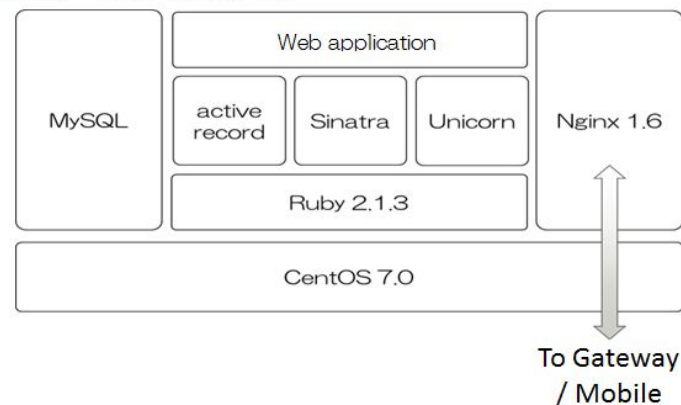 Web application
MySQL
active
record
Sinatra
Unicorn
Nginx 1.6
Ruby 2.1.3
CentOS 7.0
To Gateway
/ Mobile